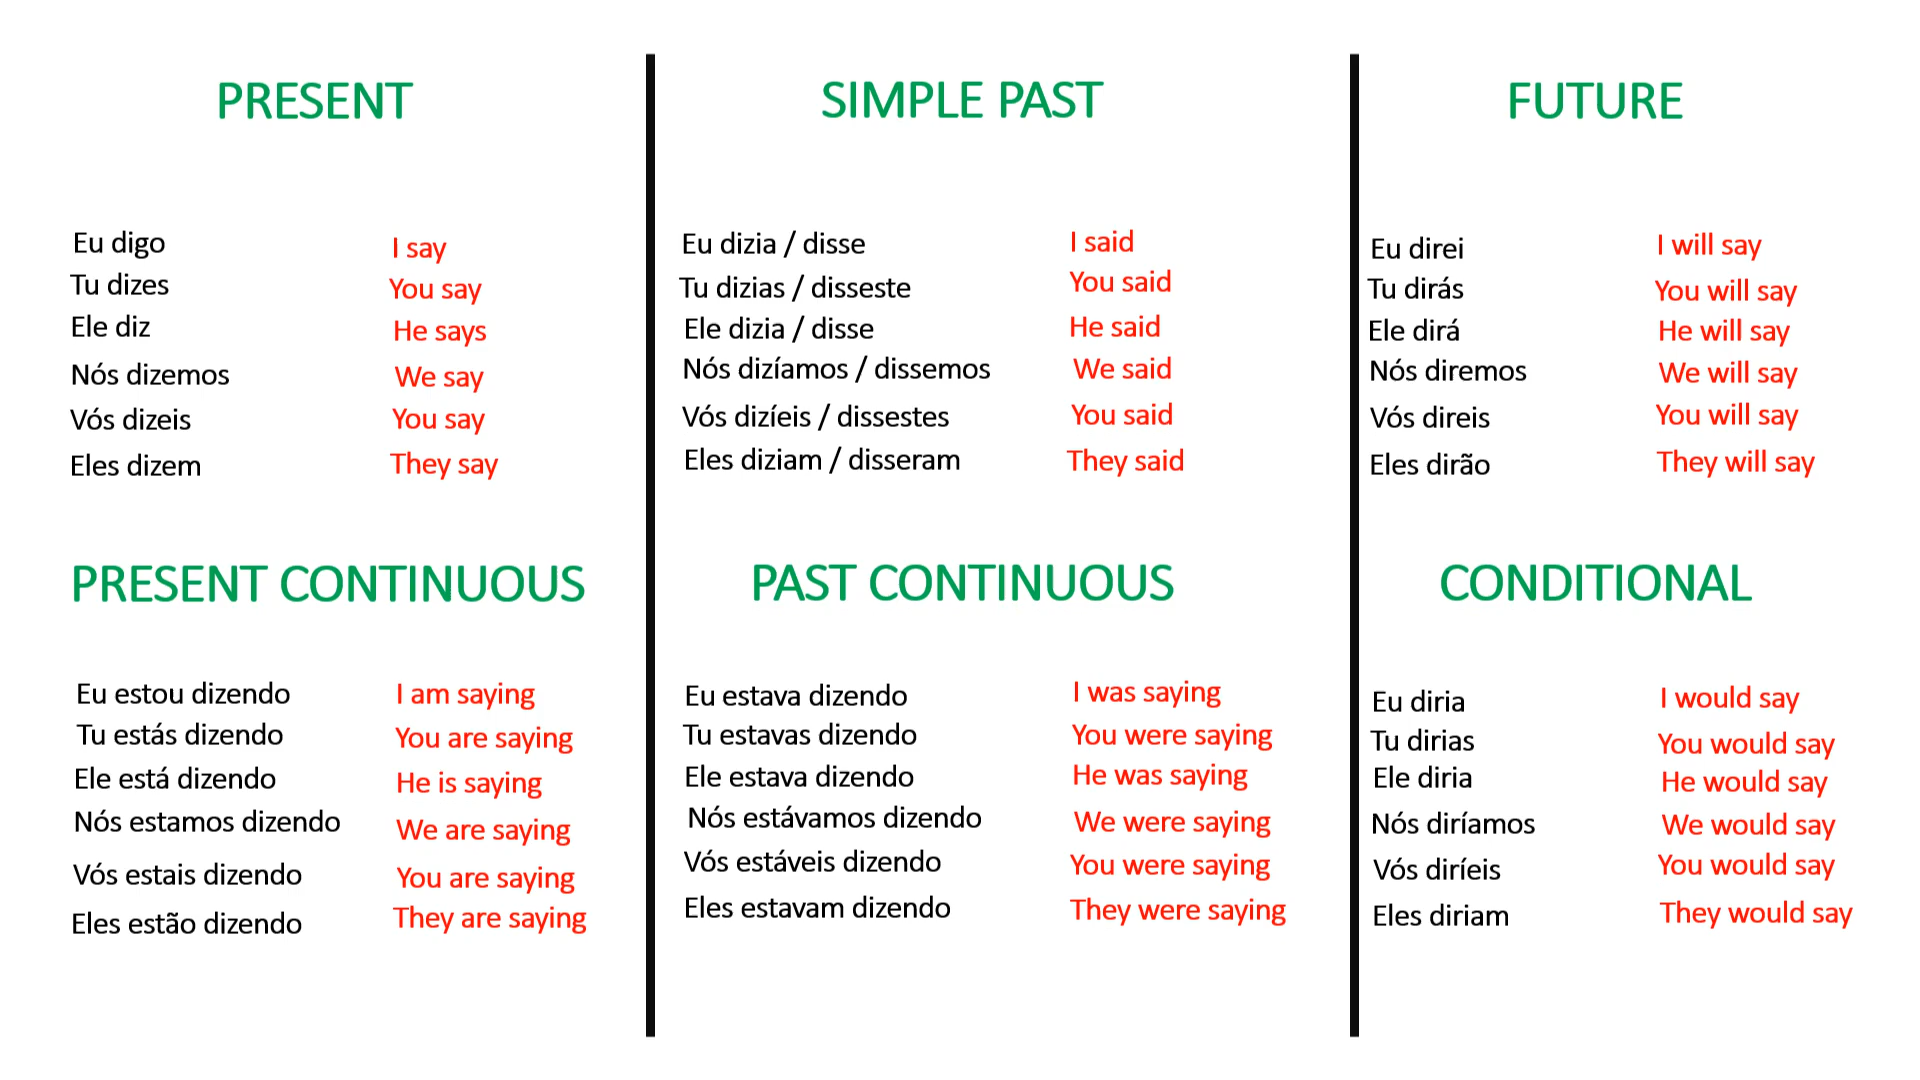 PRESENT
Eu digo I say
Tu dizes You say
Ele diz He says
Nós dizemos We say
Vós dizeis You say
Eles dizem They say
PRESENT CONTINUOUS
Eu estou dizendo I am saying
Tu estás dizendo You are saying
Ele está dizendo He is saying
Nós estamos dizendo We are saying
Vós estais dizendo You are saying
Eles estão dizendo They are saying
SIMPLE PAST
Eu dizia / disse I said
Tu dizias / disseste You said
Ele dizia / disse He said
Nós dizíamos / dissemos We said
Vós dizíeis / dissestes You said
Eles diziam / disseram They said
PAST CONTINUOUS
Eu estava dizendo I was saying
Tu estavas dizendo You were saying
Ele estava dizendo He was saying
Nós estávamos dizendo We were saying
Vós estáveis dizendo You were saying
Eles estavam dizendo They were saying
FUTURE
Eu direi I will say
Tu dirás You will say
Ele dirá He will say
Nós diremos We will say
Vós direis You will say
Eles dirão They will say
CONDITIONAL
Eu diria I would say
Tu dirias You would say
Ele diria He would say
Nós diríamos We would say
Vós diríeis You would say
Eles diriam They would say